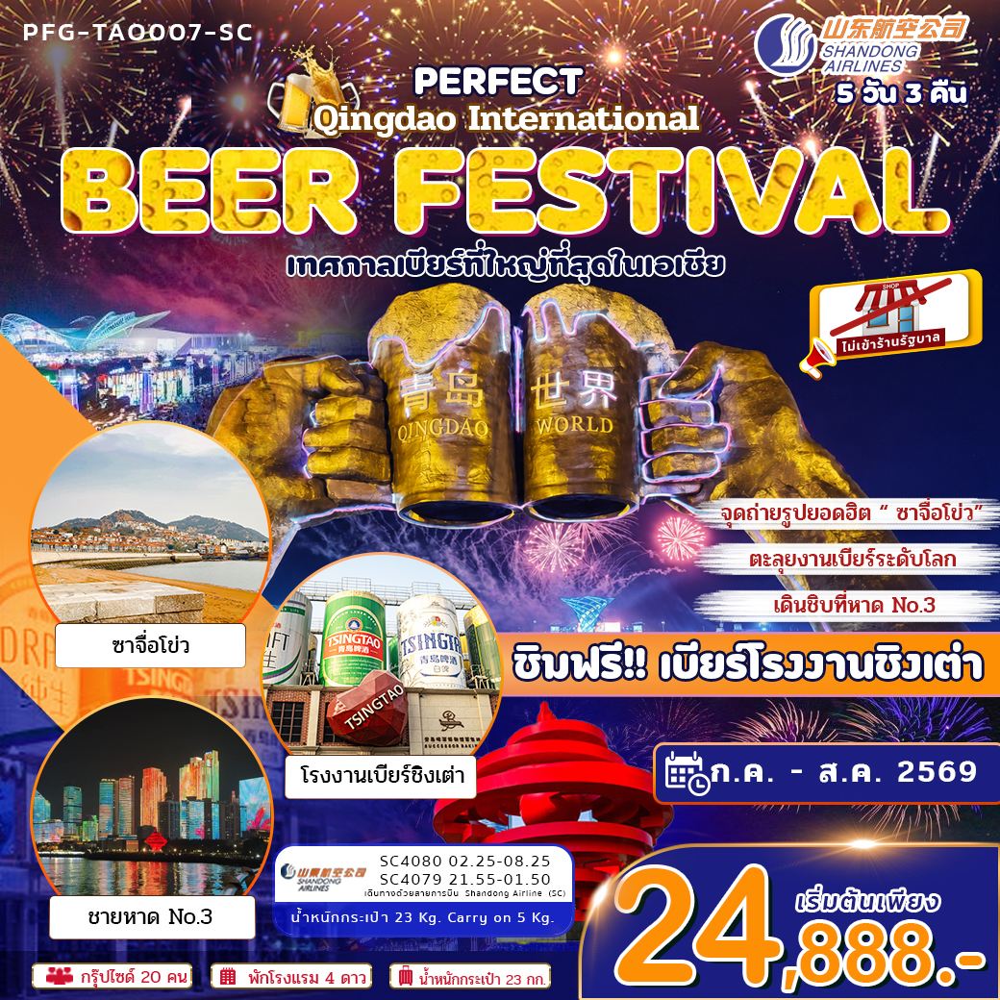 PFG-TAO007-SC
山东航空公司
SHANDONG
AIRLINES
5 วัน 3 คืน
PERFECT
Qingdao International
BEER FESTIVAL
เทศกาลเบียร์ที่ใหญ่ที่สุดในเอเชีย
SHOP
ไม่เข้าร้านรัฐบาล
青岛 世界
QINGDAO WORLD
จุดถ่ายรูปยอดฮิต “ ซาจื่อโข่ว”
ตะลุยงานเบียร์ระดับโลก
เดินชิบที่หาด No.3
ซาจื่อโข่ว
ชิมฟรี!! เบียร์โรงงานชิงเต่า
TSINGTAO
青岛啤酒
TSINGTAO
SUCCESSOR BAKERY
โรงงานเบียร์ชิงเต่า
ก.ค. - ส.ค. 2569
ชายหาด No.3
山东航空公司
SHANDONG
AIRLINES
SC4080 02.25-08.25
SC4079 21.55-01.50
เดินทางด้วยสายการบิน Shandong Airline (SC)
น้ำหนักกระเป๋า 23 Kg. Carry on 5 Kg.
เริ่มต้นเพียง
24,888.-
กรุ๊ปไซด์ 20 คน
พักโรงแรม 4 ดาว
น้ำหนักกระเป๋า 23 กก.